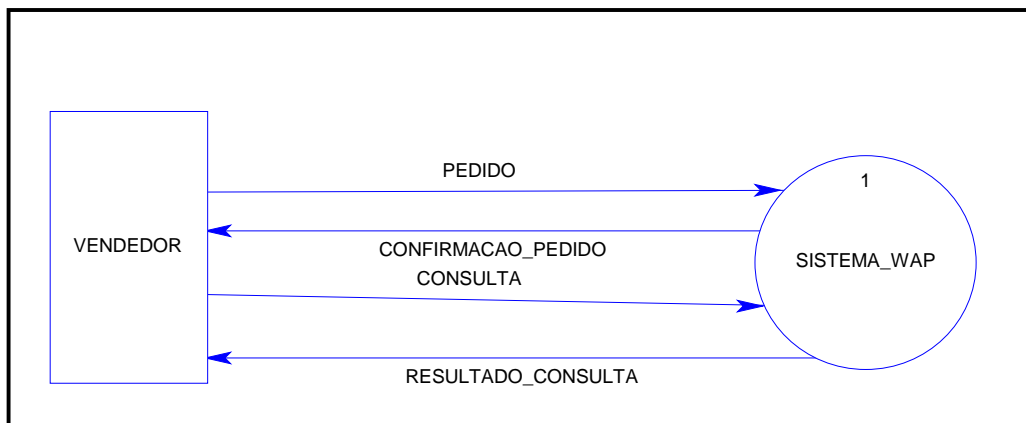 PEDIDO
1
VENDEDOR
CONFIRMACAO_PEDIDO
SISTEMA_WAP
CONSULTA
RESULTADO_CONSULTA